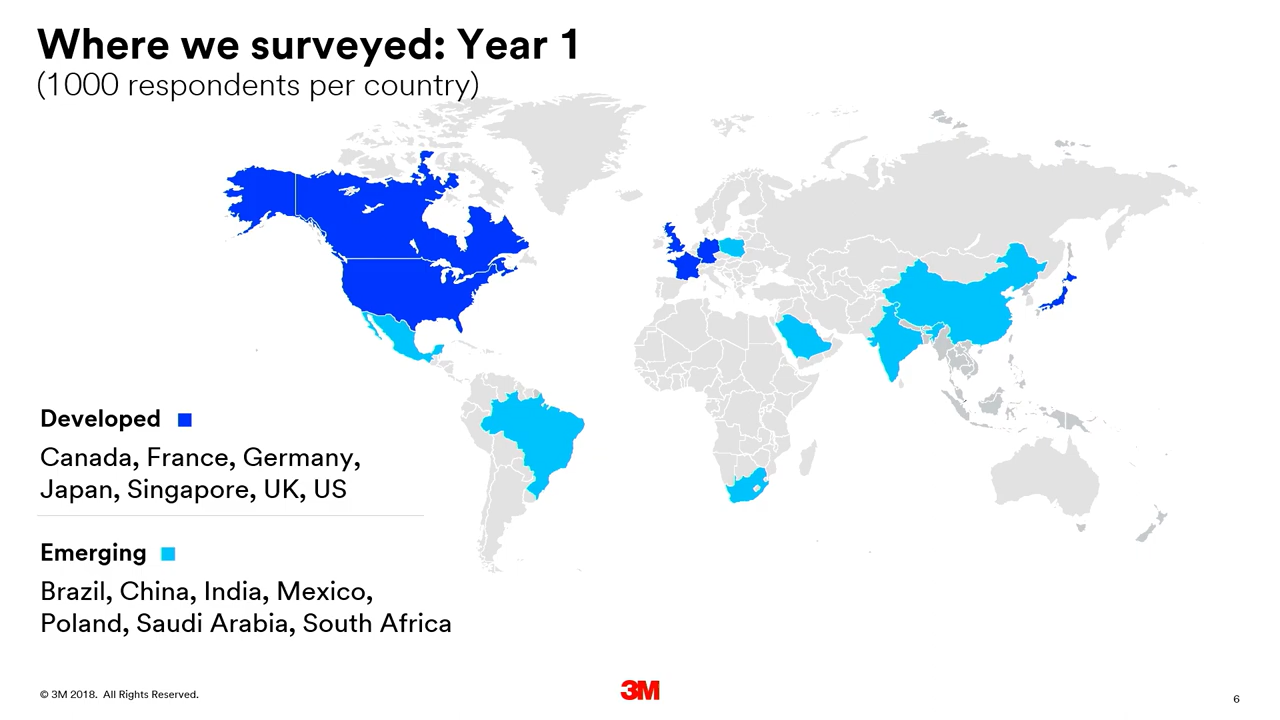 Where we surveyed: Year 1
(1000 respondents per country)
Developed
Canada, France, Germany,
Japan, Singapore, UK, US
Emerging
Brazil, China, India, Mexico,
Poland, Saudi Arabia, South Africa
© 3M 2018. All Rights Reserved.
3M
6